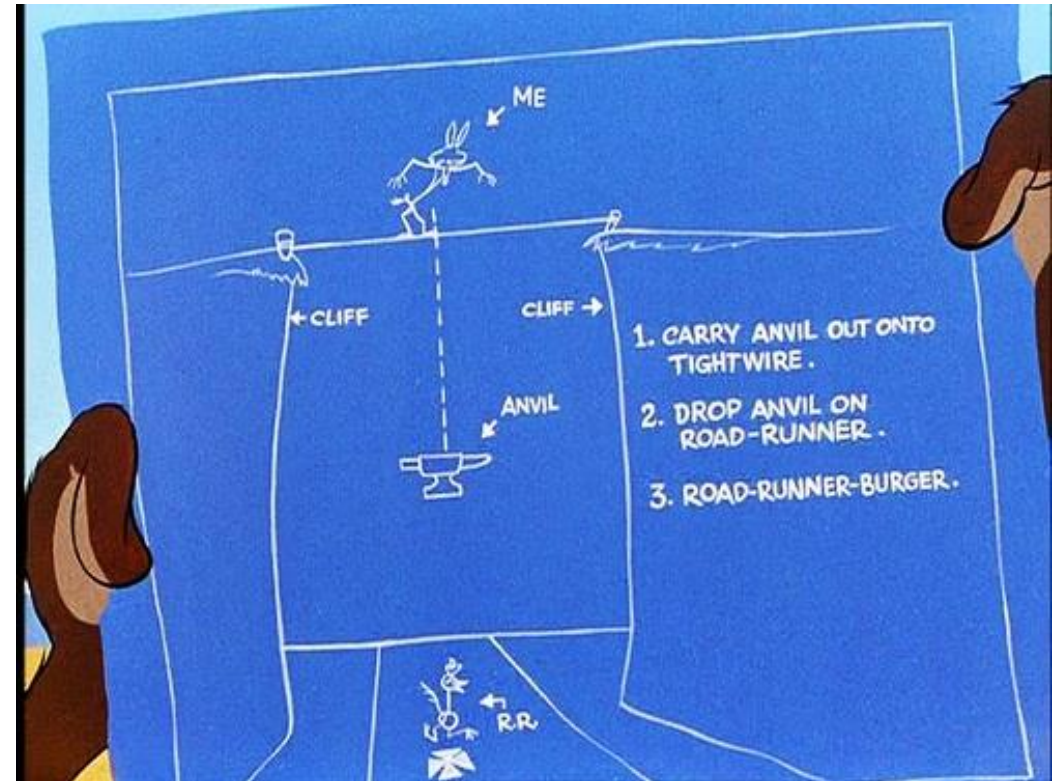 ME
← CLIFF
CLIFF →
1. CARRY ANVIL OUT ONTO
TIGHTWIRE.
ANVIL
2. DROP ANVIL ON
ROAD-RUNNER.
3. ROAD-RUNNER-BURGER.
R.R.